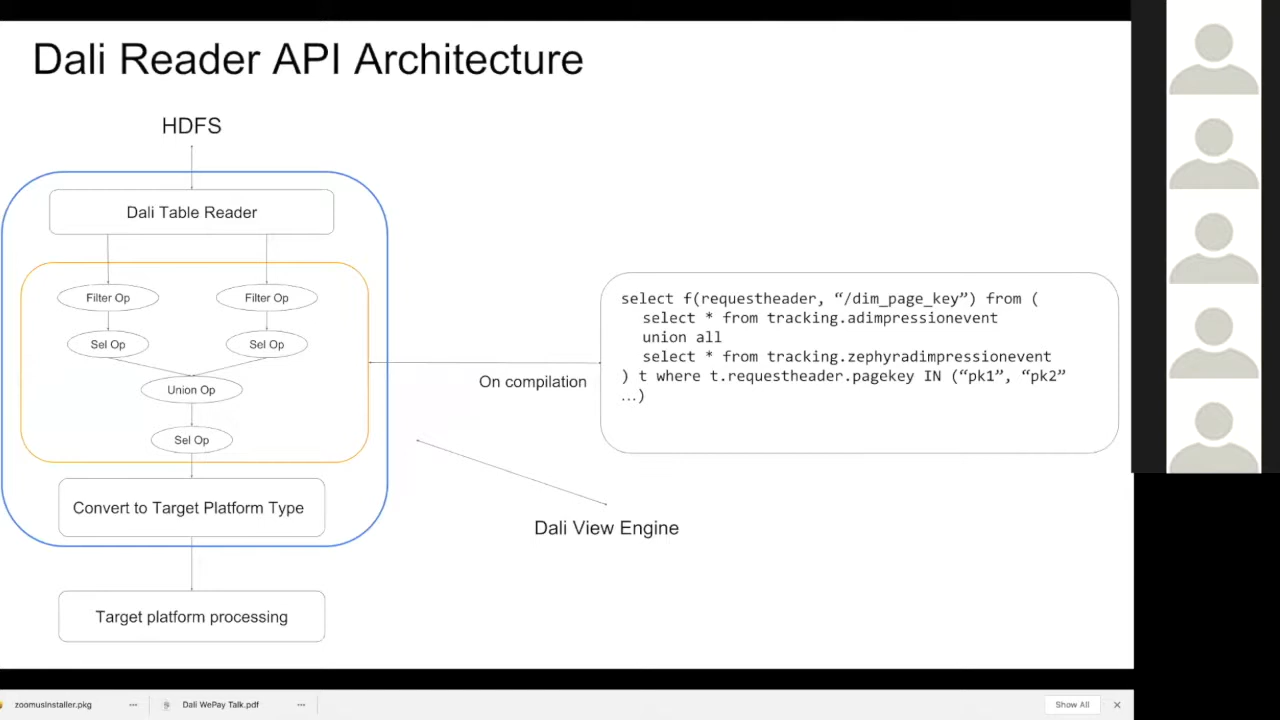 Dali Reader API Architecture
HDFS
Dali Table Reader
Filter Op
Filter Op
Sel Op
Sel Op
Union Op
Sel Op
Convert to Target Platform Type
Target platform processing
On compilation
select f(requestheader, “/dim_page_key”) from (
select * from tracking.adimpressionevent
union all
select * from tracking.zephyradimpressionevent
) t where t.requestheader.pagekey IN (“pk1”, “pk2”
…)
Dali View Engine
zoomusInstaller.pkg
Dali WePay Talk.pdf
Show All